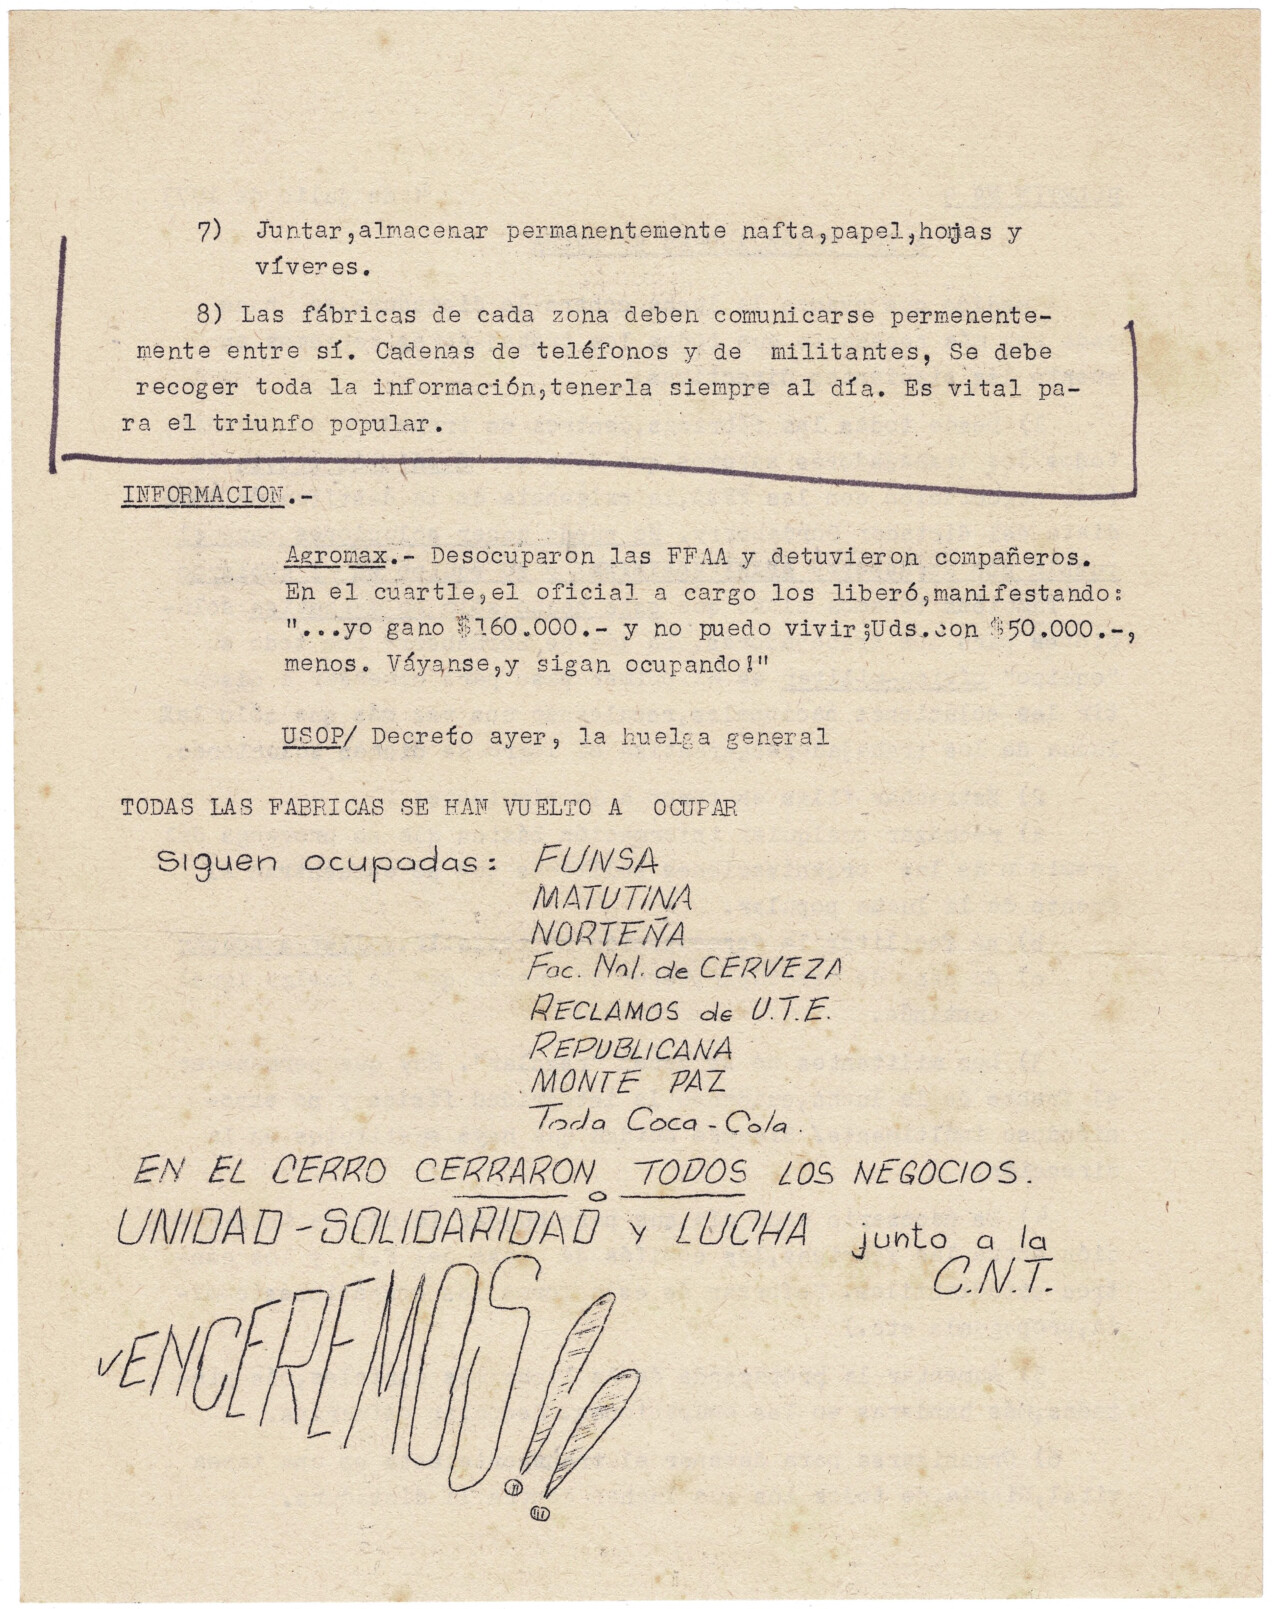 7) Juntar,almacenar permanentemente nafta,papel,hojas y
víveres.
8) Las fábricas de cada zona deben comunicarse permenente-
mente entre sí. Cadenas de teléfonos y de militantes, Se debe
recoger toda la información,tenerla siempre al día. Es vital pa-
ra el triunfo popular.
INFORMACION.-
Agromax.- Desocuparon las FFAA y detuvieron compañeros.
En el cuartle,el oficial a cargo los liberó,manifestando:
"...yo gano $160.000.- y no puedo vivir;Uds.con $50.000.-,
menos. Váyanse,y sigan ocupando!"
USOP/ Decreto ayer, la huelga general
TODAS LAS FABRICAS SE HAN VUELTO A OCUPAR
Siguen ocupadas: FUNSA
MATUTINA
NORTEÑA
Fac. Nal. de CERVEZA
RECLAMOS de U.T.E.
REPUBLICANA
MONTE PAZ
Toda Coca-Cola.
EN EL CERRO CERRARON TODOS LOS NEGOCIOS.
UNIDAD-SOLIDARIDAD y LUCHA junto a la
C.N.T.
VENCEREMOS!!